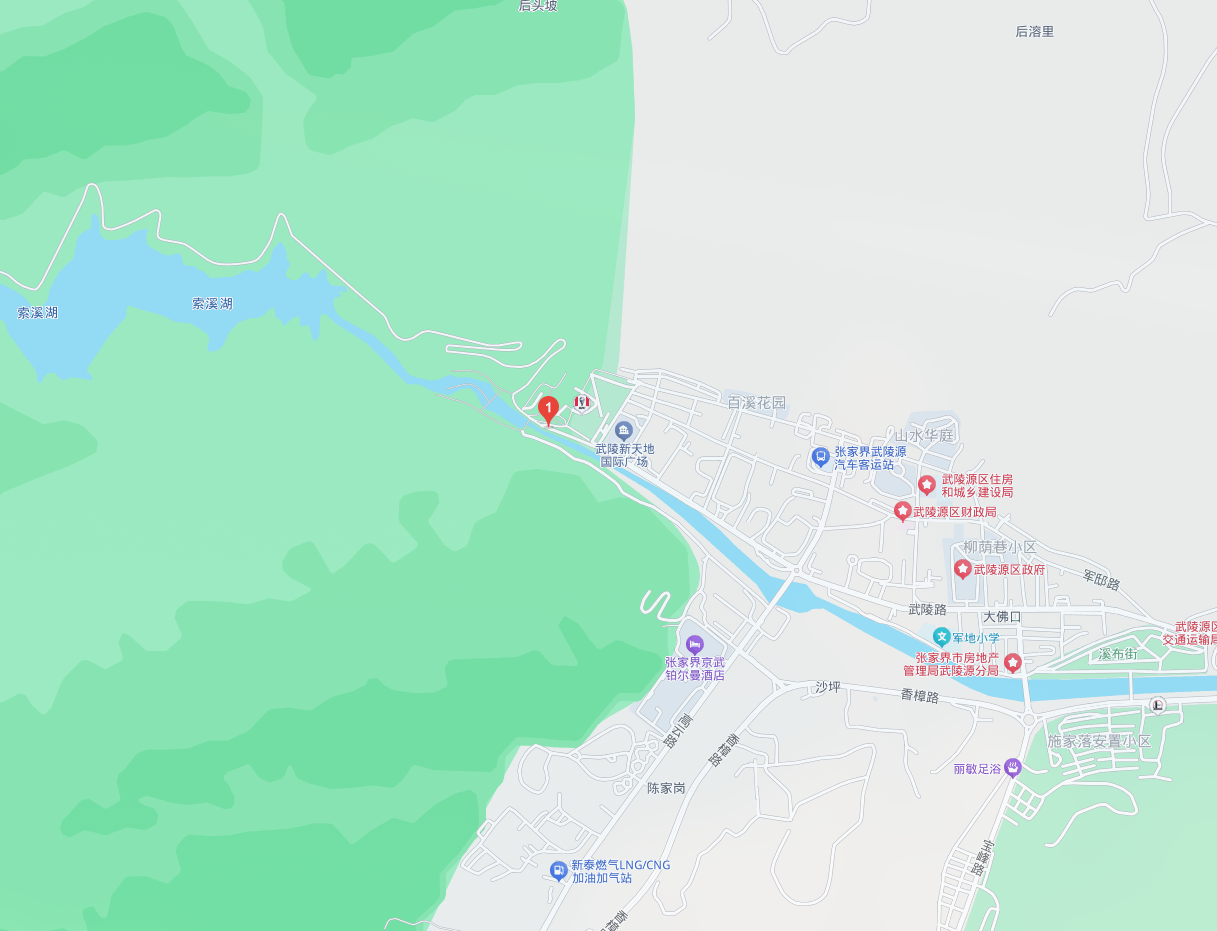 后头坡
后溶里
索溪湖
索溪湖
1
百溪花园
山水华庭
武陵新天地
国际广场
张家界武陵源
汽车客运站
武陵源区住房
和城乡建设局
武陵源区财政局
柳荫巷小区
武陵源区政府
军邸路
武陵路
大佛口
武陵源区
交通运输局
军地小学
溪布街
张家界市房地产
管理局武陵源分局
张家界京武
铂尔曼酒店
沙坪
香樟路
高云路
香樟路
施家落安置小区
丽敏足浴
陈家岗
宝峰路
新泰燃气LNG/CNG
加油加气站
香樟